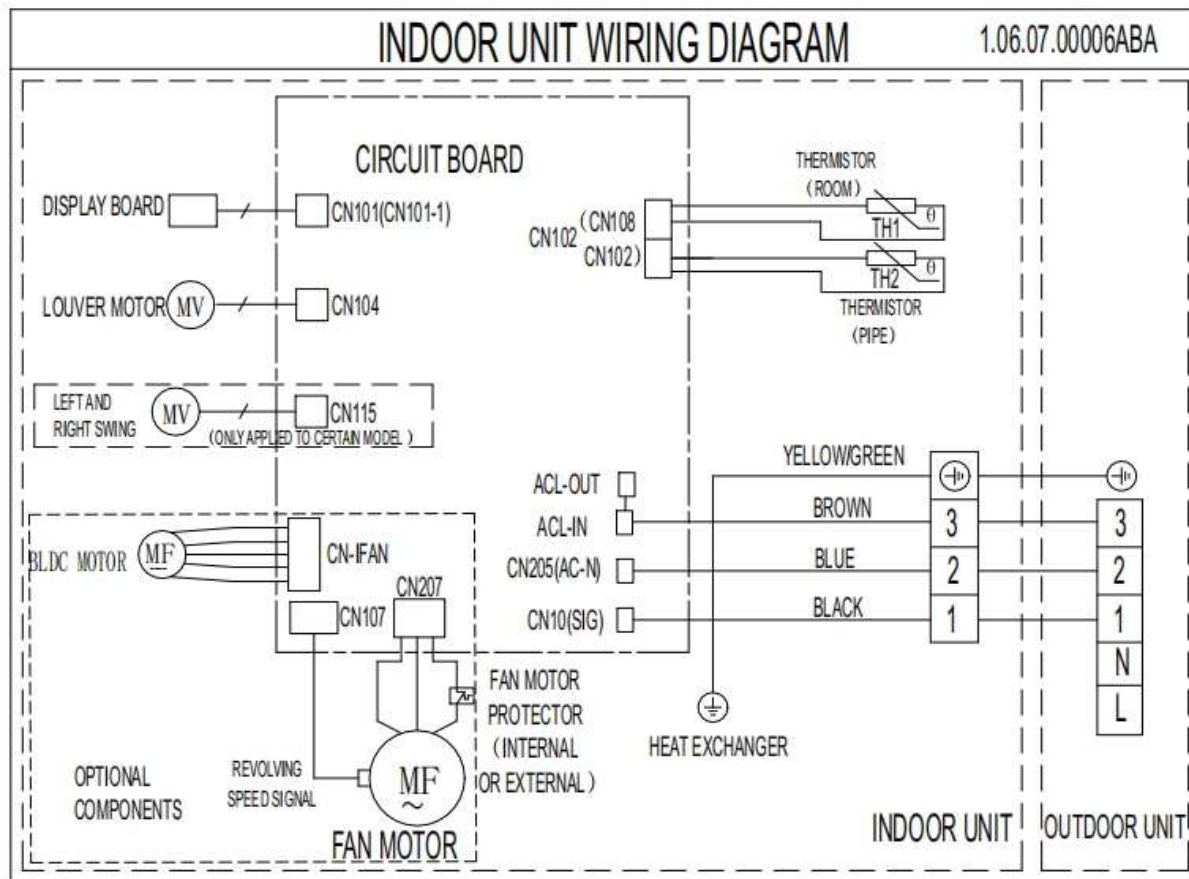 INDOOR UNIT WIRING DIAGRAM
1.06.07.00006ABA
CIRCUIT BOARD
DISPLAY BOARD
CN101(CN101-1)
LOUVER MOTOR
MV
CN104
LEFT AND
RIGHT SWING
MV
CN115
(ONLY APPLIED TO CERTAIN MODEL)
THERMISTOR
(ROOM)
CN102
(CN108
CN102)
TH1
θ
TH2
θ
THERMISTOR
(PIPE)
ACL-OUT
ACL-IN
CN205(AC-N)
CN10(SIG)
YELLOW/GREEN
BROWN
BLUE
BLACK
3
2
1
3
2
1
N
L
BLDC MOTOR
MF
CN-IFAN
CN107
CN207
FAN MOTOR
PROTECTOR
(INTERNAL
OR EXTERNAL)
HEAT EXCHANGER
OPTIONAL
COMPONENTS
REVOLVING
SPEED SIGNAL
MF
~
FAN MOTOR
INDOOR UNIT
OUTDOOR UNIT